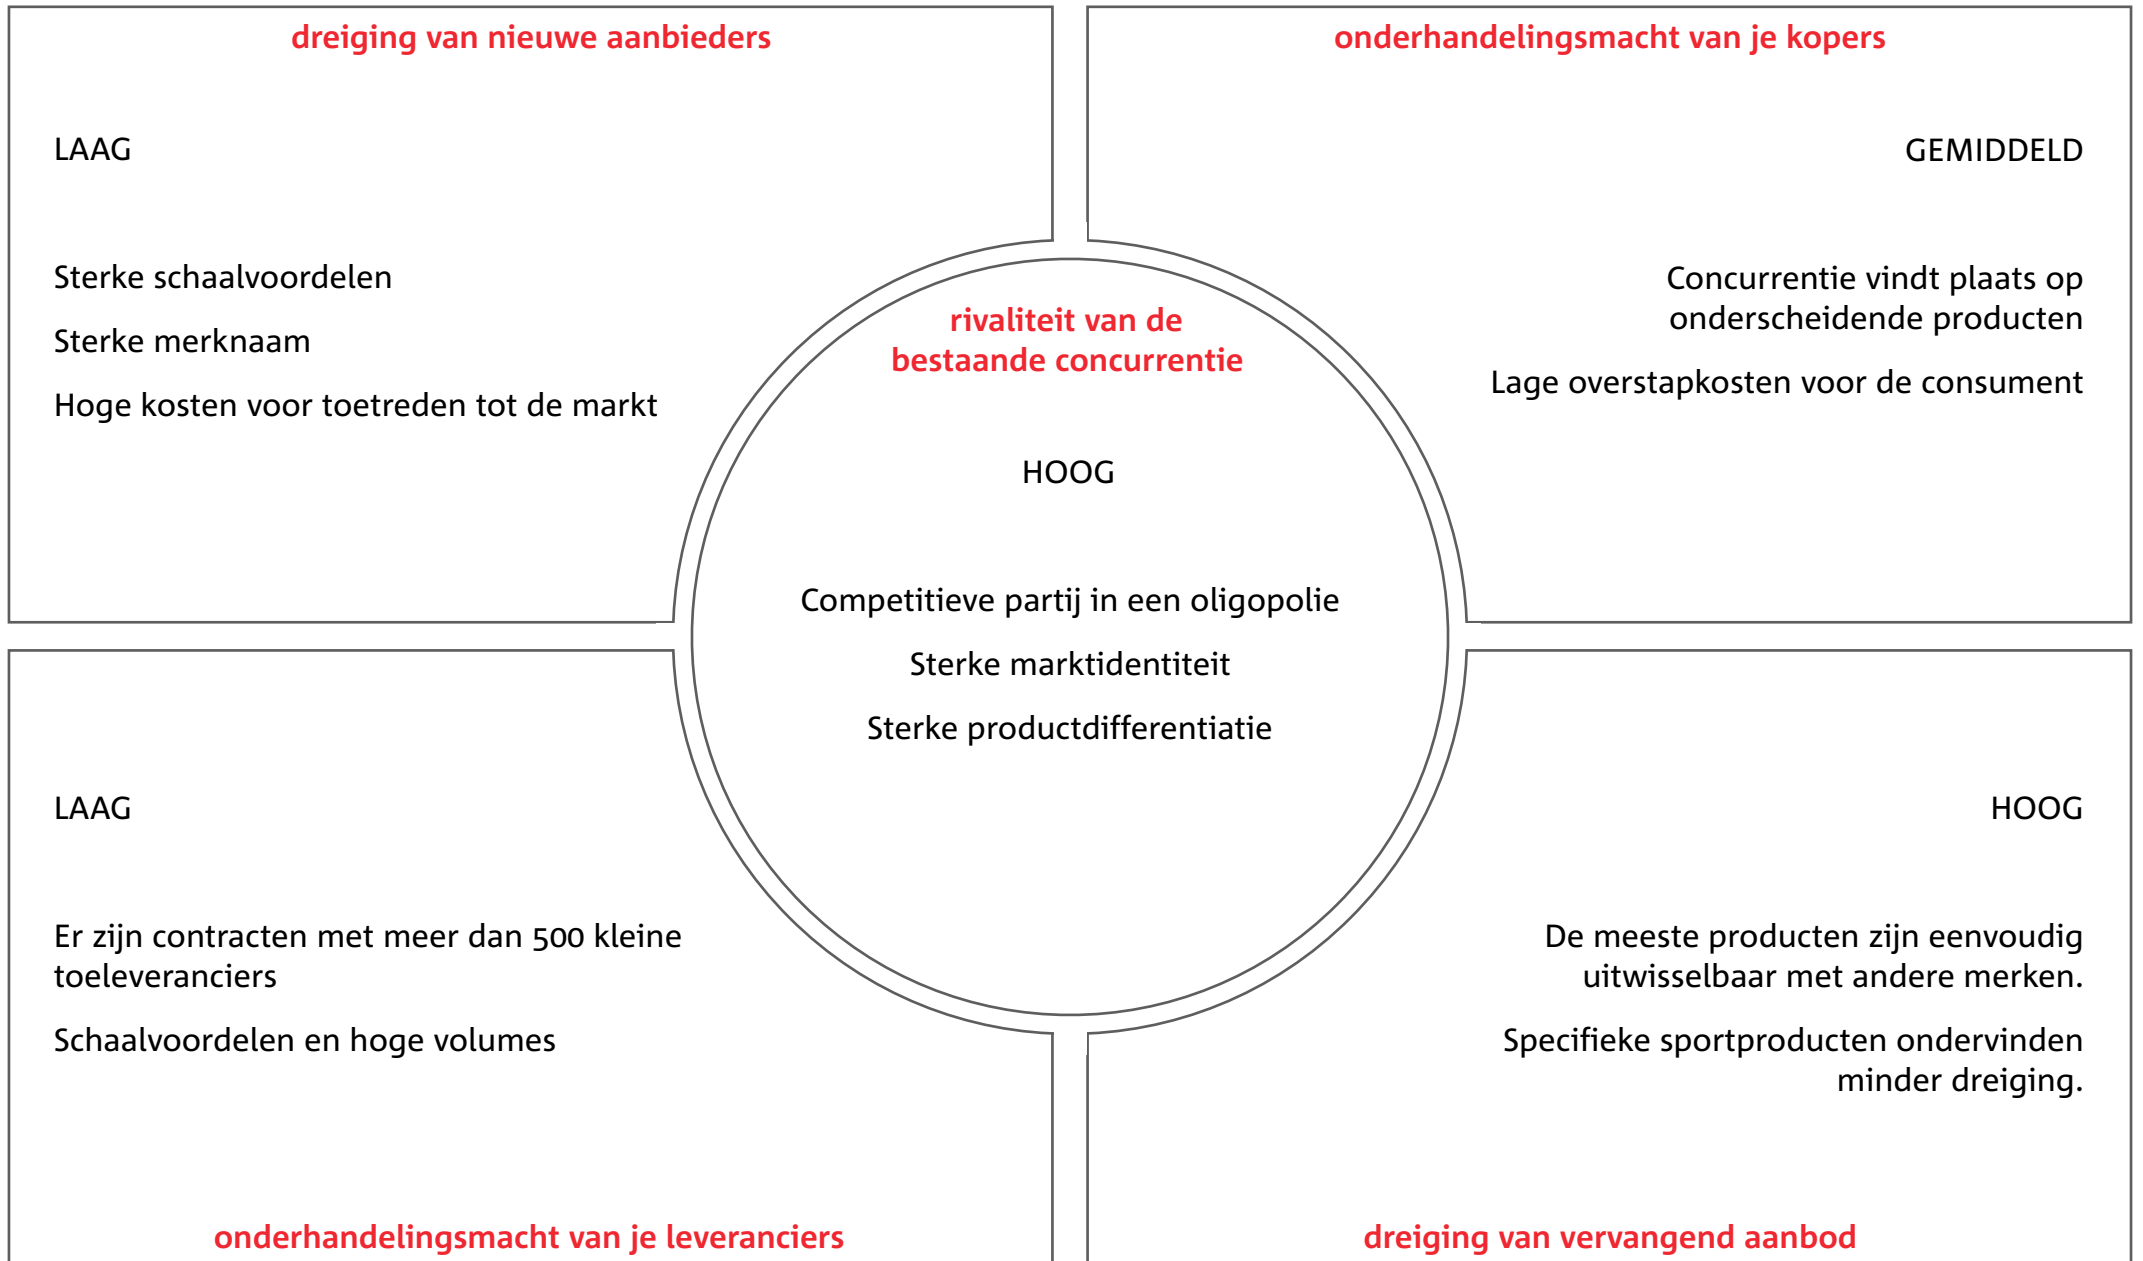 dreiging van nieuwe aanbieders
LAAG
Sterke schaalvoordelen
Sterke merknaam
Hoge kosten voor toetreden tot de markt
onderhandelingsmacht van je kopers
GEMIDDELD
Concurrentie vindt plaats op
onderscheidende producten
Lage overstapkosten voor de consument
rivaliteit van de
bestaande concurrentie
HOOG
Competitieve partij in een oligopolie
Sterke marktidentiteit
Sterke productdifferentiatie
LAAG
Er zijn contracten met meer dan 500 kleine
toeleveranciers
Schaalvoordelen en hoge volumes
onderhandelingsmacht van je leveranciers
HOOG
De meeste producten zijn eenvoudig
uitwisselbaar met andere merken.
Specifieke sportproducten ondervinden
minder dreiging.
dreiging van vervangend aanbod